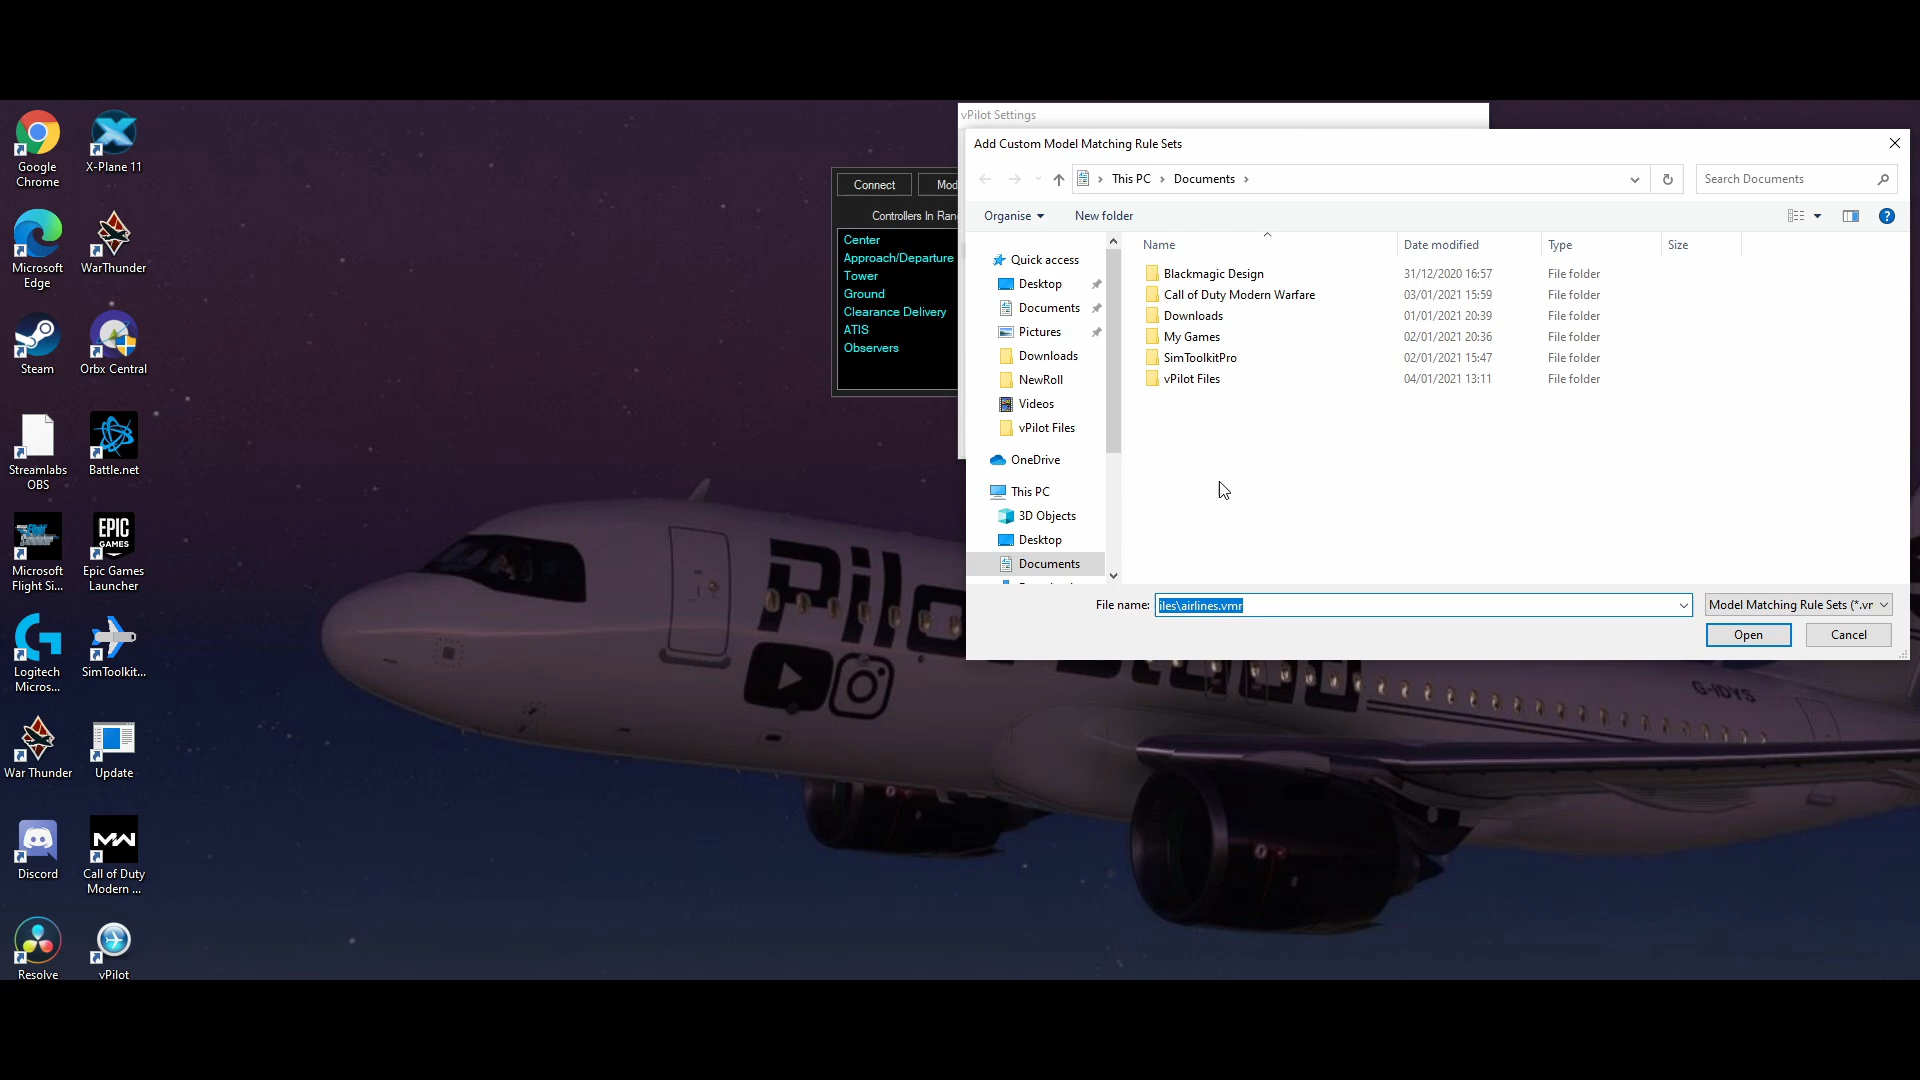 Google
Chrome
X-Plane 11
Microsoft
Edge
WarThunder
Steam
Orbx Central
Streamlabs
OBS
Battle.net
Microsoft
Flight Si...
EPIC
GAMES
Epic Games
Launcher
Logitech
Micros...
SimToolkit...
War Thunder
Update
Discord
Call of Duty
Modern ...
Resolve
vPilot
Connect
Controllers In Ran
Center
Approach/Departure
Tower
Ground
Clearance Delivery
ATIS
Observers
vPilot Settings
Add Custom Model Matching Rule Sets
This PC
Documents
Search Documents
Organise
New folder
Quick access
Desktop
Documents
Pictures
Downloads
NewRoll
Videos
vPilot Files
OneDrive
This PC
3D Objects
Desktop
Documents
Name Date modified Type Size
Blackmagic Design 31/12/2020 16:57 File folder
Call of Duty Modern Warfare 03/01/2021 15:59 File folder
Downloads 01/01/2021 20:39 File folder
My Games 02/01/2021 20:36 File folder
SimToolkitPro 02/01/2021 15:47 File folder
vPilot Files 04/01/2021 13:11 File folder
File name: iles\airlines.vmr
Model Matching Rule Sets (*.vr
Open
Cancel
G-IDYS